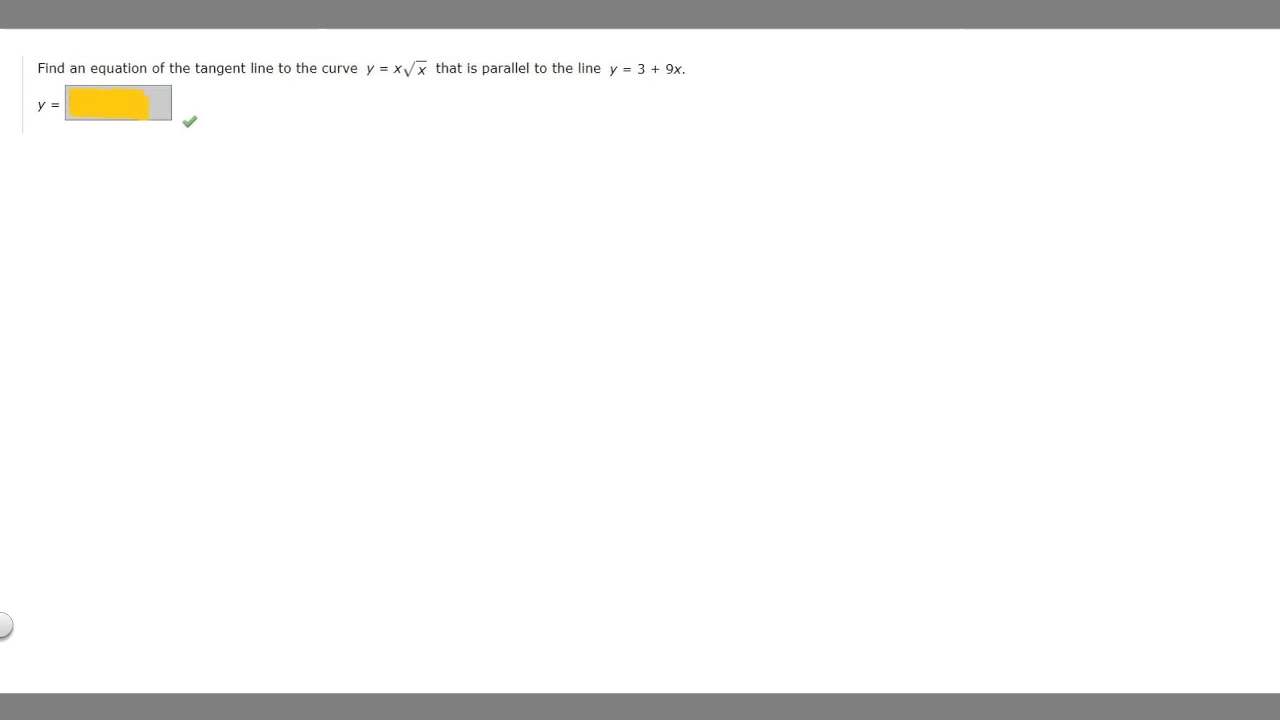 Find an equation of the tangent line to the curve y = x√x that is parallel to the line y = 3 + 9x.
y =